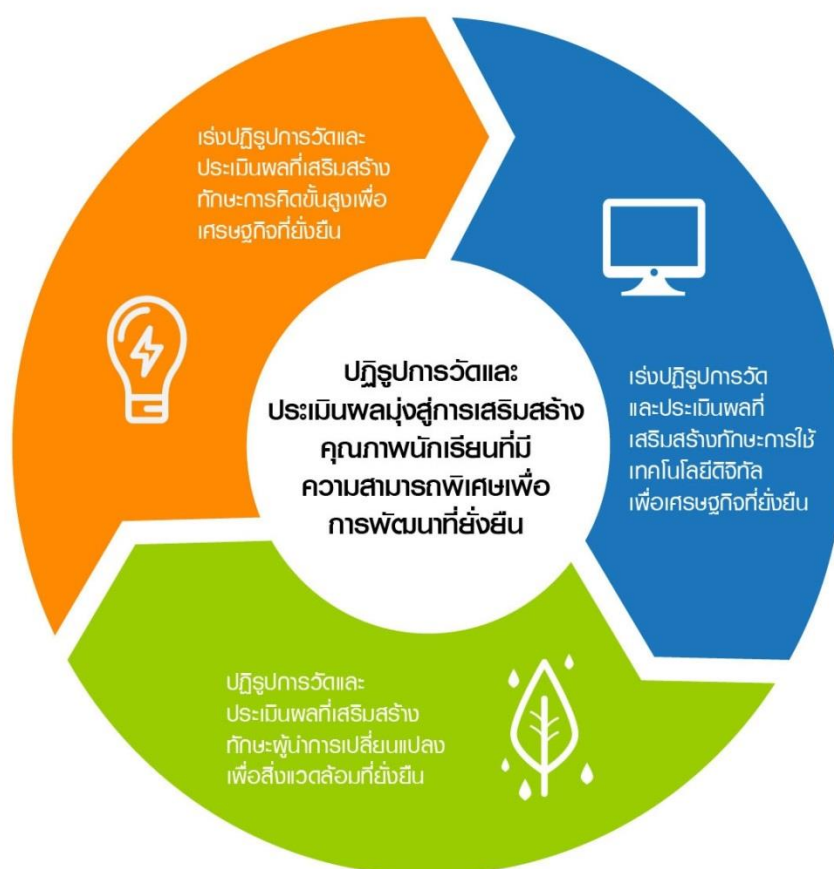 เร่งปฏิรูปการวัดและ
ประเมินผลที่เสริมสร้าง
ทักษะการคิดขั้นสูงเพื่อ
เศรษฐกิจที่ยั่งยืน
ปฏิรูปการวัดและ
ประเมินผลมุ่งสู่การเสริมสร้าง
คุณภาพนักเรียนที่มี
ความสามารถพิเศษเพื่อ
การพัฒนาที่ยั่งยืน
เร่งปฏิรูปการวัด
และประเมินผลที่
เสริมสร้างทักษะการใช้
เทคโนโลยีดิจิทัล
เพื่อเศรษฐกิจที่ยั่งยืน
ปฏิรูปการวัดและ
ประเมินผลที่เสริมสร้าง
ทักษะผู้นำการเปลี่ยนแปลง
เพื่อสิ่งแวดล้อมที่ยั่งยืน